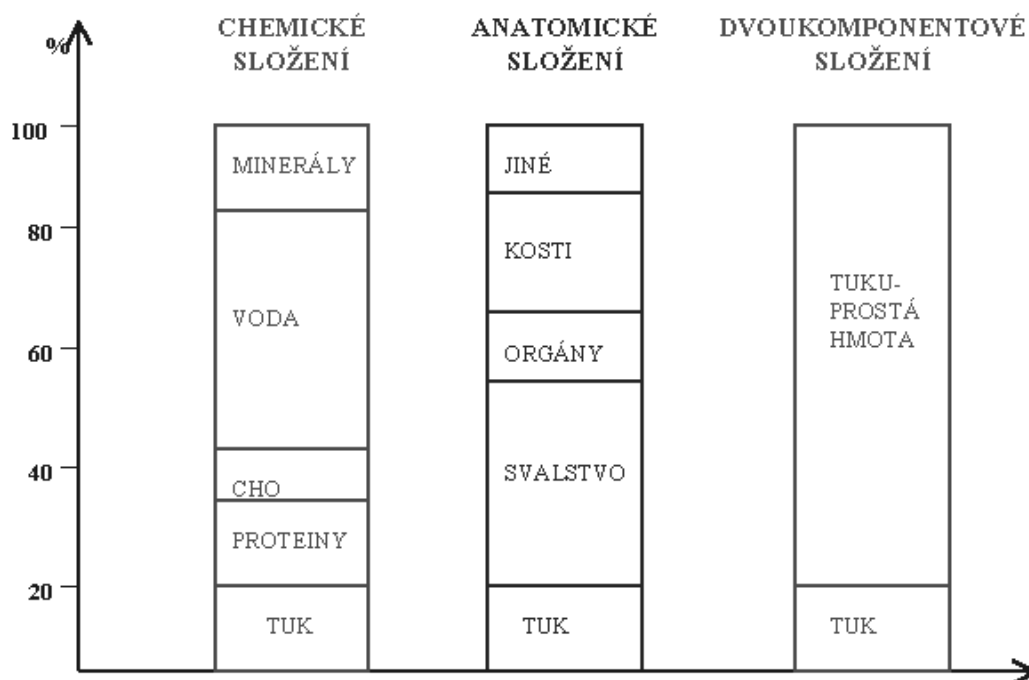 %
CHEMICKÉ
SLOŽENÍ
ANATOMICKÉ
SLOŽENÍ
DVOUKOMPONENTOVÉ
SLOŽENÍ
100
80
60
40
20
MINERÁLY
VODA
CHO
PROTEINY
TUK
JINÉ
KOSTI
ORGÁNY
SVALSTVO
TUK
TUKU-
PROSTÁ
HMOTA
TUK